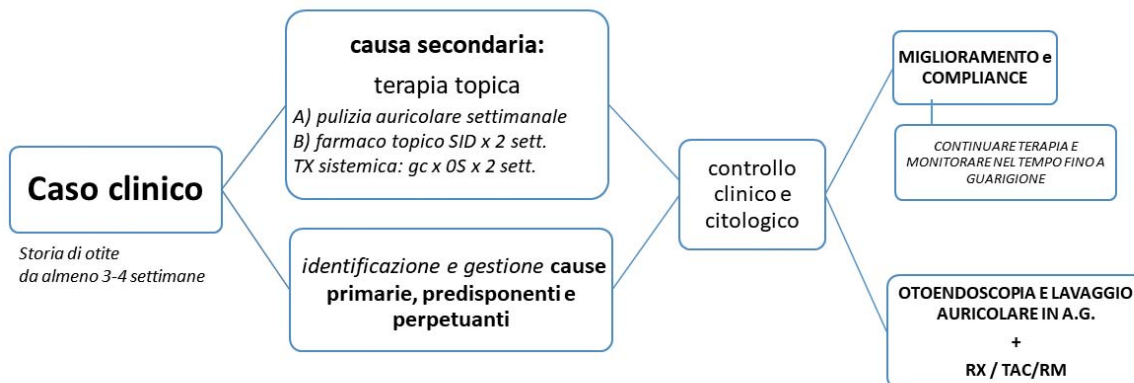 Caso clinico
Storia di otite
da almeno 3-4 settimane
causa secondaria:
terapia topica
A) pulizia auricolare settimanale
B) farmaco topico SID x 2 sett.
TX sistemica: gc x 0S x 2 sett.
identificazione e gestione cause
primarie, predisponenti e
perpetuanti
controllo
clinico e
citologico
MIGLIORAMENTO e
COMPLIANCE
CONTINUARE TERAPIA E
MONITORARE NEL TEMPO FINO A
GUARIGIONE
OTOENDOSCOPIA E LAVAGGIO
AURICOLARE IN A.G.
+
RX / TAC/RM